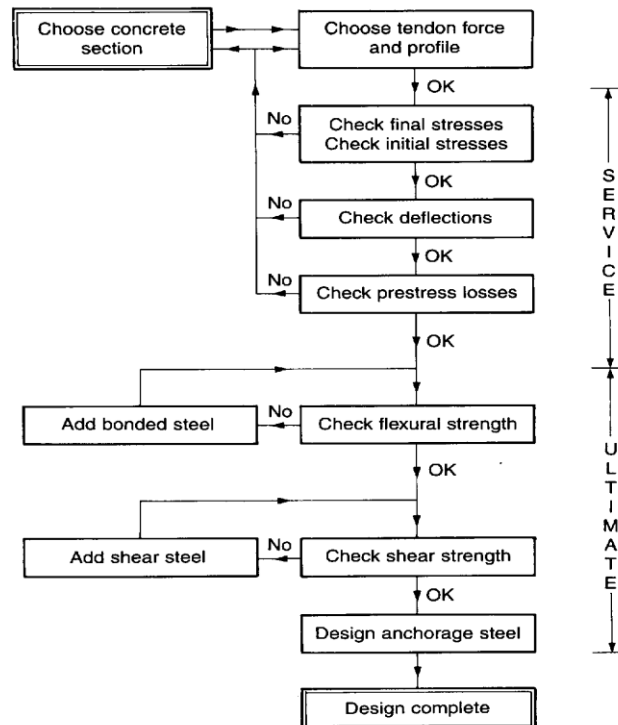 Choose concrete
section
Choose tendon force
and profile
OK
No
Check final stresses
Check initial stresses
OK
No
Check deflections
OK
No
Check prestress losses
OK
SERVICE
Add bonded steel
No
Check flexural strength
OK
Add shear steel
No
Check shear strength
OK
Design anchorage steel
ULTIMATE
Design complete